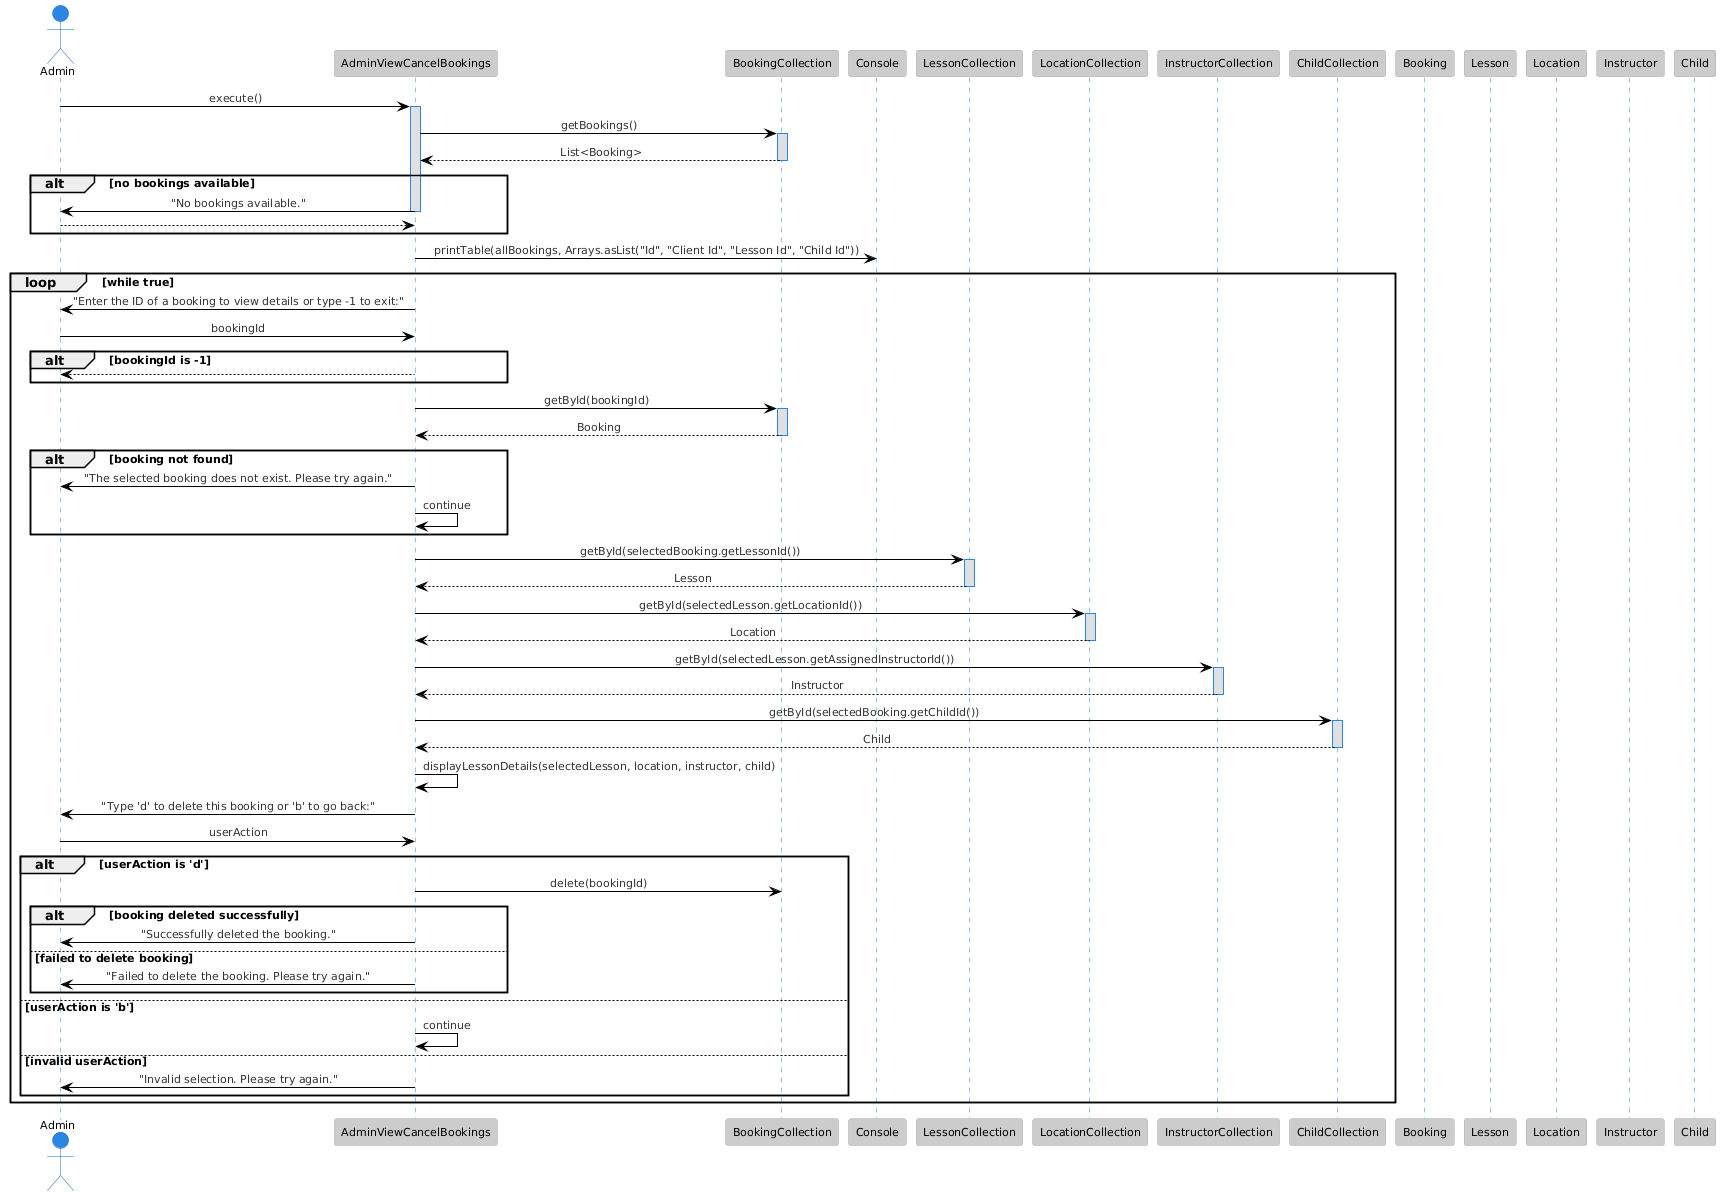 Admin
AdminViewCancelBookings
BookingCollection
Console
LessonCollection
LocationCollection
InstructorCollection
ChildCollection
Booking
Lesson
Location
Instructor
Child
execute()
getBookings()
List<Booking>
alt
[no bookings available]
"No bookings available."
printTable(allBookings, Arrays.asList("Id", "Client Id", "Lesson Id", "Child Id"))
loop
[while true]
"Enter the ID of a booking to view details or type -1 to exit:"
bookingId
alt
[bookingId is -1]
getById(bookingId)
Booking
alt
[booking not found]
"The selected booking does not exist. Please try again."
continue
getById(selectedBooking.getLessonId())
Lesson
getById(selectedLesson.getLocationId())
Location
getById(selectedLesson.getAssignedInstructorId())
Instructor
getById(selectedBooking.getChildId())
Child
displayLessonDetails(selectedLesson, location, instructor, child)
"Type 'd' to delete this booking or 'b' to go back:"
userAction
alt
[userAction is 'd']
delete(bookingId)
alt
[booking deleted successfully]
"Successfully deleted the booking."
[failed to delete booking]
"Failed to delete the booking. Please try again."
[userAction is 'b']
continue
[invalid userAction]
"Invalid selection. Please try again."
Admin
AdminViewCancelBookings
BookingCollection
Console
LessonCollection
LocationCollection
InstructorCollection
ChildCollection
Booking
Lesson
Location
Instructor
Child